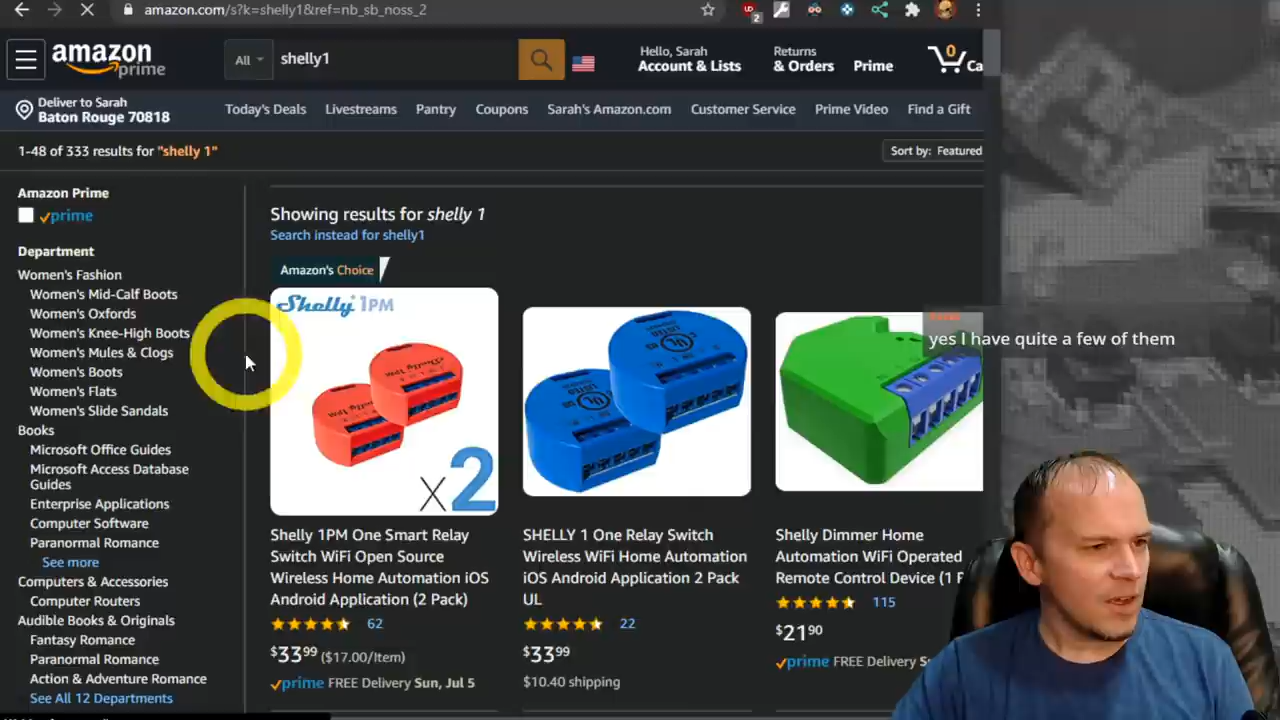 amazon.com/s?k=shelly1&ref=nb_sb_noss_2
2
amazon
prime
All
shelly1
Hello, Sarah
Account & Lists
Returns
& Orders
Prime
0
Ca
Deliver to Sarah
Baton Rouge 70818
Today's Deals
Livestreams
Pantry
Coupons
Sarah's Amazon.com
Customer Service
Prime Video
Find a Gift
1-48 of 333 results for "shelly 1"
Sort by: Featured
Amazon Prime
prime
Department
Women's Fashion
Women's Mid-Calf Boots
Women's Oxfords
Women's Knee-High Boots
Women's Mules & Clogs
Women's Boots
Women's Flats
Women's Slide Sandals
Books
Microsoft Office Guides
Microsoft Access Database
Guides
Enterprise Applications
Computer Software
Paranormal Romance
See more
Computers & Accessories
Computer Routers
Audible Books & Originals
Fantasy Romance
Paranormal Romance
Action & Adventure Romance
See All 12 Departments
Showing results for shelly 1
Search instead for shelly1
Amazon's Choice
Shelly 1PM
X2
Shelly 1PM One Smart Relay
Switch WiFi Open Source
Wireless Home Automation iOS
Android Application (2 Pack)
62
$33.99 ($17.00/Item)
prime FREE Delivery Sun, Jul 5
SHELLY 1 One Relay Switch
Wireless WiFi Home Automation
iOS Android Application 2 Pack
UL
22
$33.99
$10.40 shipping
Shelly Dimmer Home
Automation WiFi Operated
Remote Control Device (1 P
115
$21.90
prime FREE Delivery S
yes I have quite a few of them